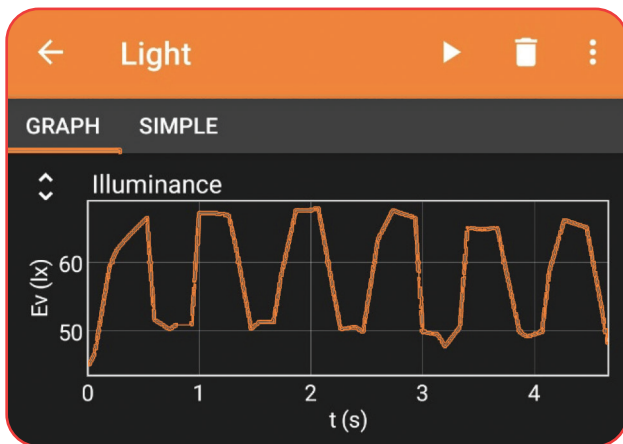 Light
GRAPH SIMPLE
Illuminance
Ev (lx)
60
50
0 1 2 3 4
t (s)